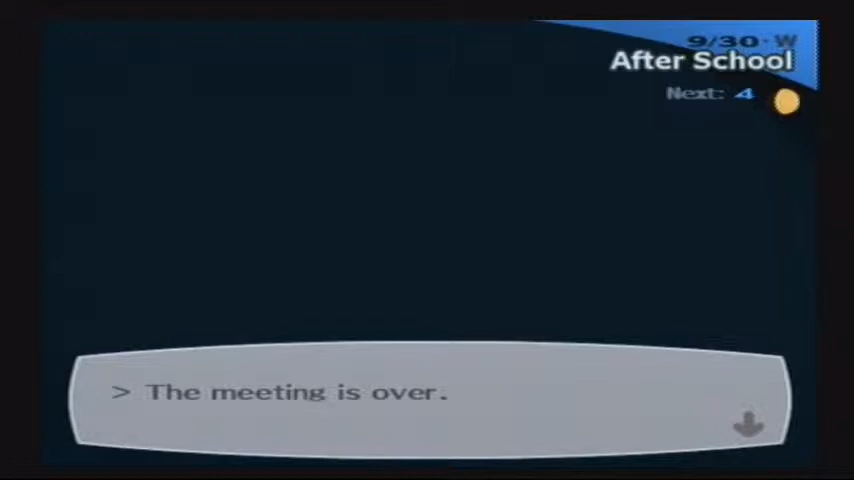 9/30·W
After School
Next: 4
> The meeting is over.